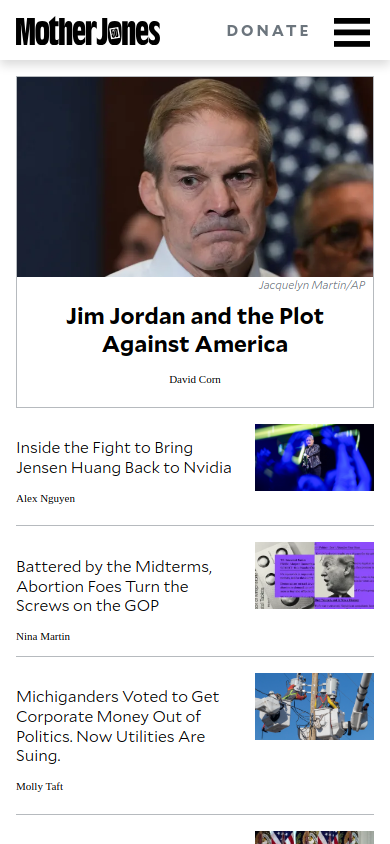 Mother Jones
DONATE
Jacquelyn Martin/AP
Jim Jordan and the Plot
Against America
David Corn
Inside the Fight to Bring
Jensen Huang Back to Nvidia
Alex Nguyen
Battered by the Midterms,
Abortion Foes Turn the
Screws on the GOP
Nina Martin
Michiganders Voted to Get
Corporate Money Out of
Politics. Now Utilities Are
Suing.
Molly Taft